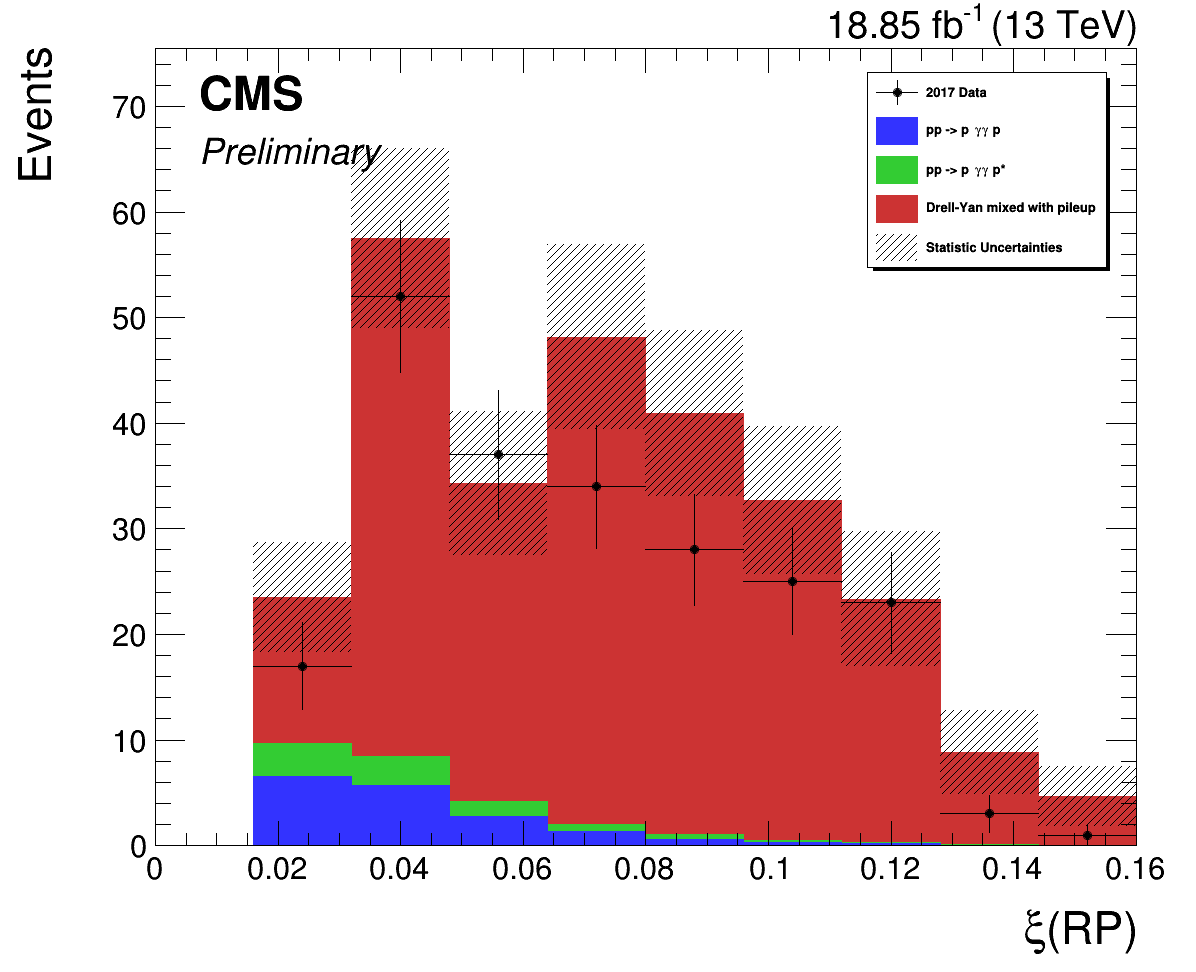 18.85 fb-1 (13 TeV)
Events
CMS
Preliminary
2017 Data
pp -> p γγ p
pp -> p γγ p*
Drell-Yan mixed with pileup
Statistic Uncertainties
70
60
50
40
30
20
10
0
0 0.02 0.04 0.06 0.08 0.1 0.12 0.14 0.16
ξ(RP)